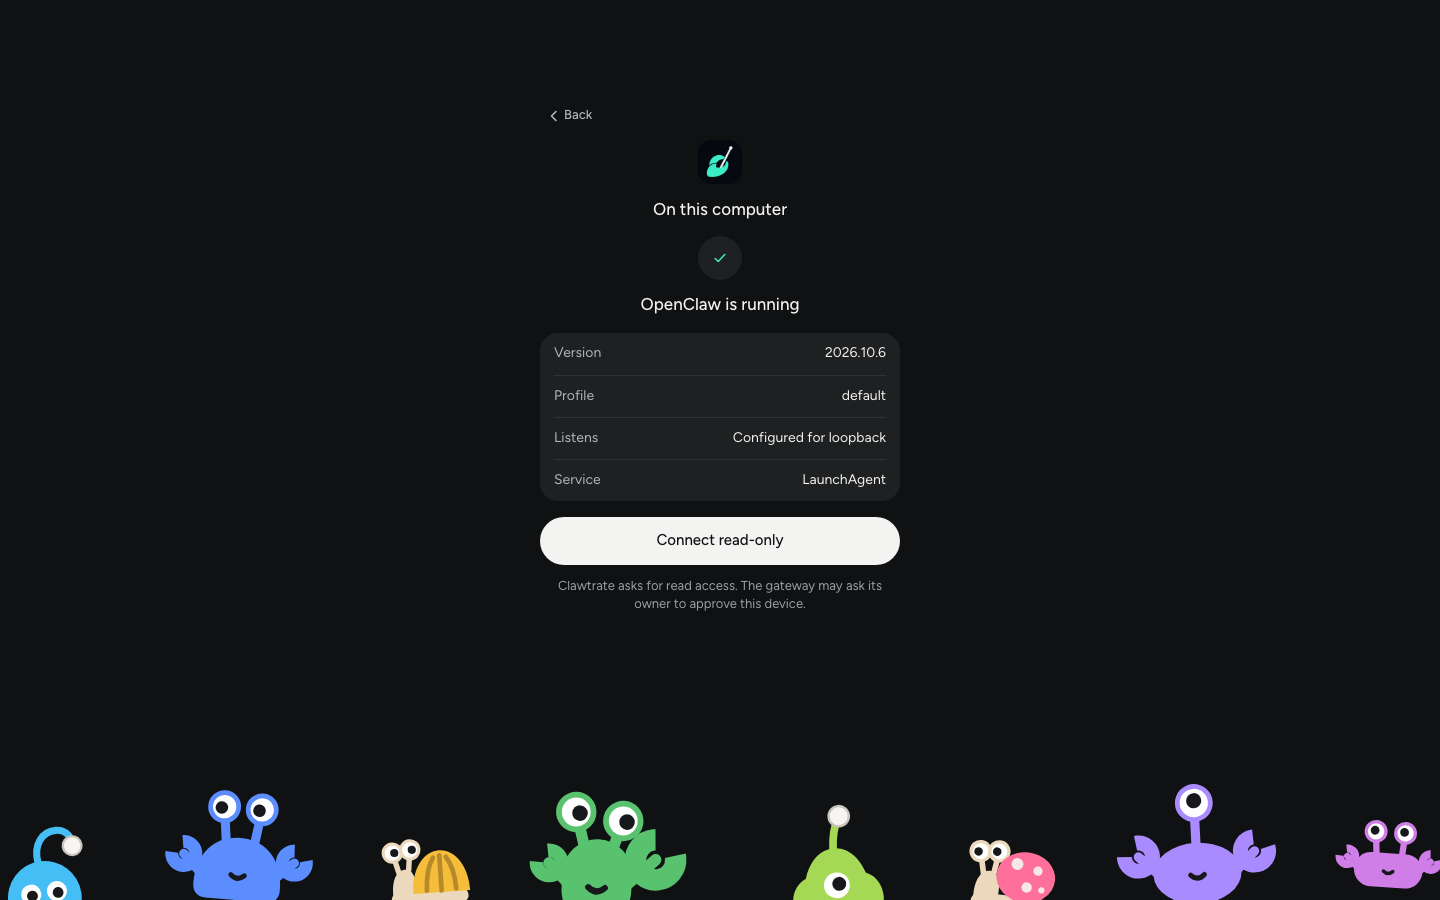 Back
On this computer
OpenClaw is running
Version 2026.10.6
Profile default
Listens Configured for loopback
Service LaunchAgent
Connect read-only
Clawtrate asks for read access. The gateway may ask its
owner to approve this device.